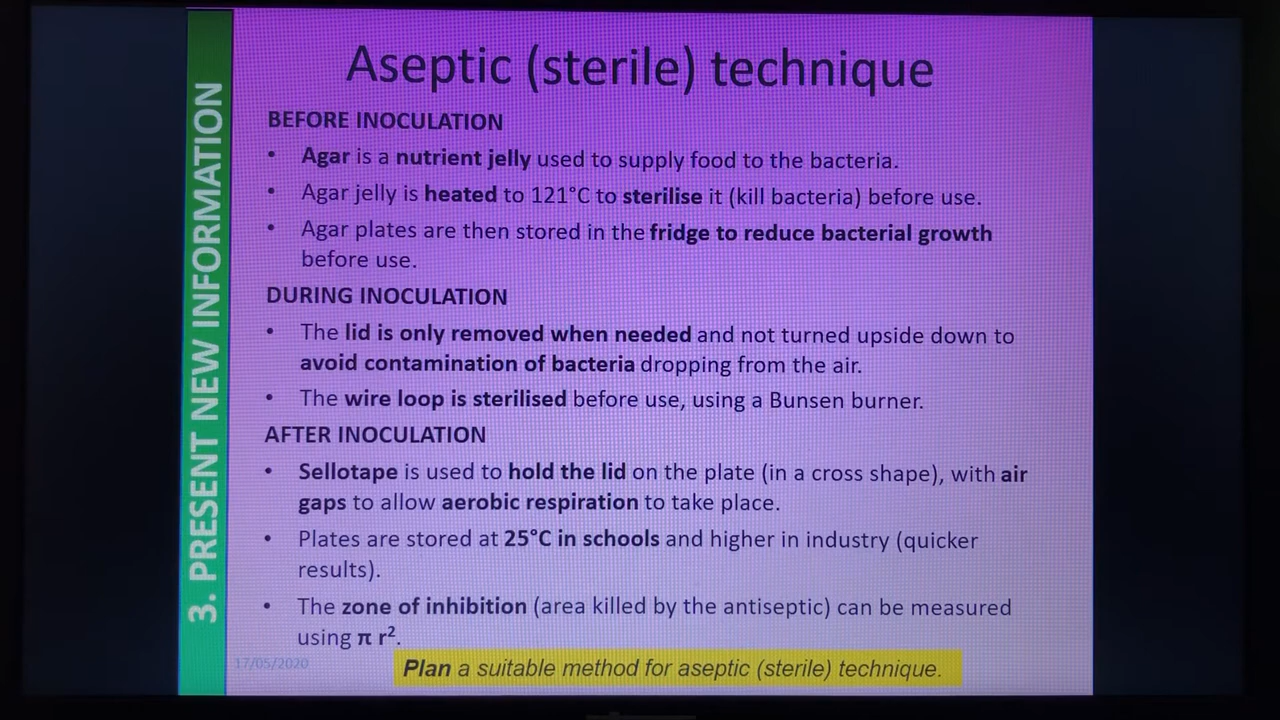 3. PRESENT NEW INFORMATION
Aseptic (sterile) technique
BEFORE INOCULATION
• Agar is a nutrient jelly used to supply food to the bacteria.
• Agar jelly is heated to 121°C to sterilise it (kill bacteria) before use.
• Agar plates are then stored in the fridge to reduce bacterial growth
before use.
DURING INOCULATION
• The lid is only removed when needed and not turned upside down to
avoid contamination of bacteria dropping from the air.
• The wire loop is sterilised before use, using a Bunsen burner.
AFTER INOCULATION
• Sellotape is used to hold the lid on the plate (in a cross shape), with air
gaps to allow aerobic respiration to take place.
• Plates are stored at 25°C in schools and higher in industry (quicker
results).
• The zone of inhibition (area killed by the antiseptic) can be measured
using π r².
17/05/2020
Plan a suitable method for aseptic (sterile) technique.